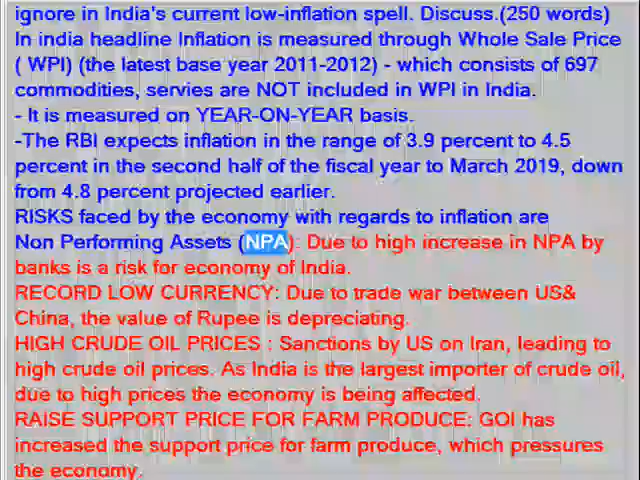 ignore in India's current low-inflation spell. Discuss.(250 words)
In india headline Inflation is measured through Whole Sale Price
( WPI) (the latest base year 2011-2012) - which consists of 697
commodities, servies are NOT included in WPI in India.
- It is measured on YEAR-ON-YEAR basis.
-The RBI expects inflation in the range of 3.9 percent to 4.5
percent in the second half of the fiscal year to March 2019, down
from 4.8 percent projected earlier.
RISKS faced by the economy with regards to inflation are
Non Performing Assets (NPA): Due to high increase in NPA by
banks is a risk for economy of India.
RECORD LOW CURRENCY: Due to trade war between US&
China, the value of Rupee is depreciating.
HIGH CRUDE OIL PRICES : Sanctions by US on Iran, leading to
high crude oil prices. As India is the largest importer of crude oil,
due to high prices the economy is being affected.
RAISE SUPPORT PRICE FOR FARM PRODUCE: GOI has
increased the support price for farm produce, which pressures
the economy.